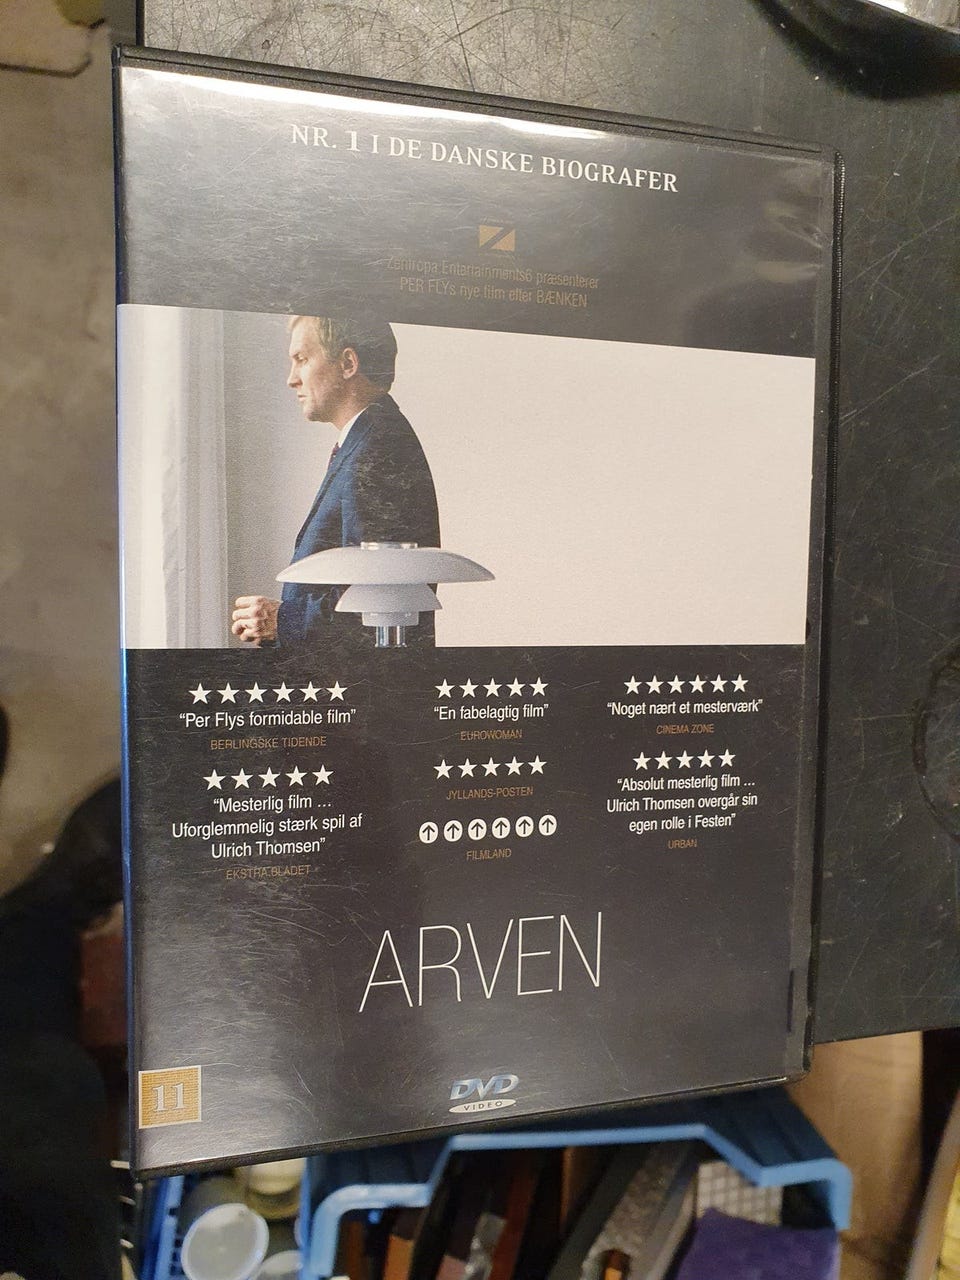 NR. 1 I DE DANSKE BIOGRAFER
Z
Zentropa Entertainments6 præsenterer
PER FLYs nye film efter BÆNKEN
★★★★★★
"Per Flys formidable film"
BERLINGSKE TIDENDE
★★★★★
"En fabelagtig film"
EUROWOMAN
★★★★★★
"Noget nært et mesterværk"
CINEMA ZONE
★★★★★
"Mesterlig film ...
Uforglemmelig stærk spil af
Ulrich Thomsen"
EKSTRA BLADET
★★★★★
JYLLANDS-POSTEN
FILMLAND
★★★★★
"Absolut mesterlig film ...
Ulrich Thomsen overgår sin
egen rolle i Festen"
URBAN
ARVEN
11
DVD
VIDEO